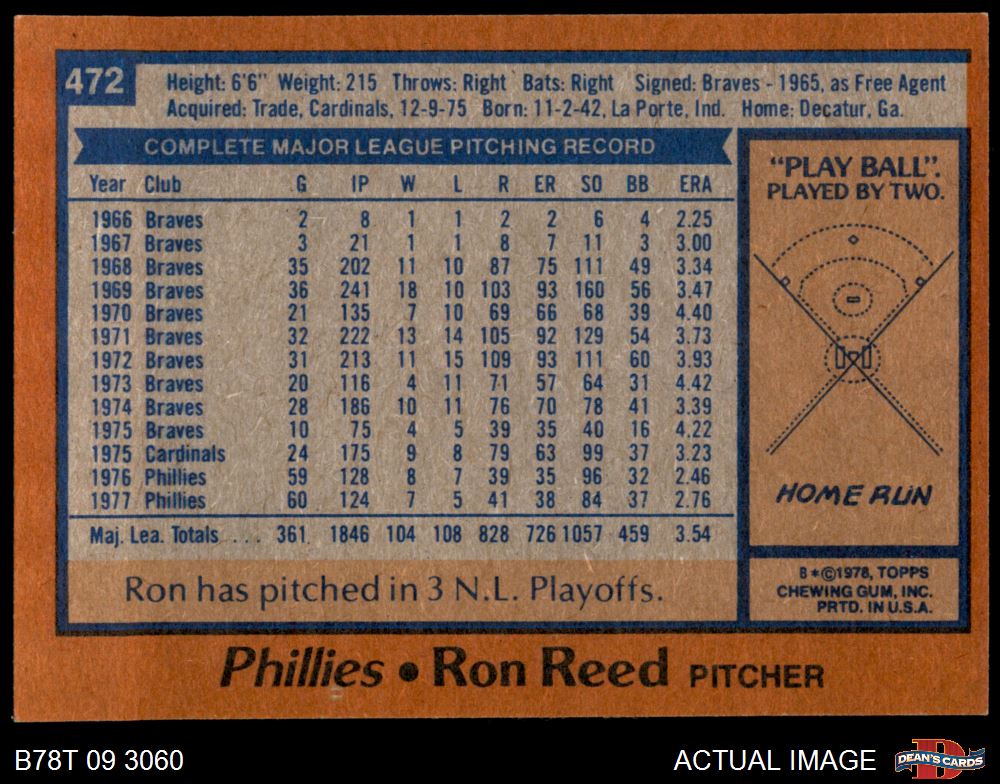 472
Height: 6'6" Weight: 215 Throws: Right Bats: Right Signed: Braves - 1965, as Free Agent
Acquired: Trade, Cardinals, 12-9-75 Born: 11-2-42, La Porte, Ind. Home: Decatur, Ga.
COMPLETE MAJOR LEAGUE PITCHING RECORD
Year Club G IP W L R ER SO BB ERA
1966 Braves 2 8 1 1 2 2 6 4 2.25
1967 Braves 3 21 1 1 8 7 11 3 3.00
1968 Braves 35 202 11 10 87 75 111 49 3.34
1969 Braves 36 241 18 10 103 93 160 56 3.47
1970 Braves 21 135 7 10 69 66 68 39 4.40
1971 Braves 32 222 13 14 105 92 129 54 3.73
1972 Braves 31 213 11 15 109 93 111 60 3.93
1973 Braves 20 116 4 11 71 57 64 31 4.42
1974 Braves 28 186 10 11 76 70 78 41 3.39
1975 Braves 10 75 4 5 39 35 40 16 4.22
1975 Cardinals 24 175 9 8 79 63 99 37 3.23
1976 Phillies 59 128 8 7 39 35 96 32 2.46
1977 Phillies 60 124 7 5 41 38 84 37 2.76
Maj. Lea. Totals . . . 361 1846 104 108 828 726 1057 459 3.54
Ron has pitched in 3 N.L. Playoffs.
"PLAY BALL".
PLAYED BY TWO.
HOME RUN
B*©1978, TOPPS
CHEWING GUM, INC.
PRTD. IN U.S.A.
Phillies • Ron Reed PITCHER
B78T 09 3060
ACTUAL IMAGE
D
DEAN'S CARDS